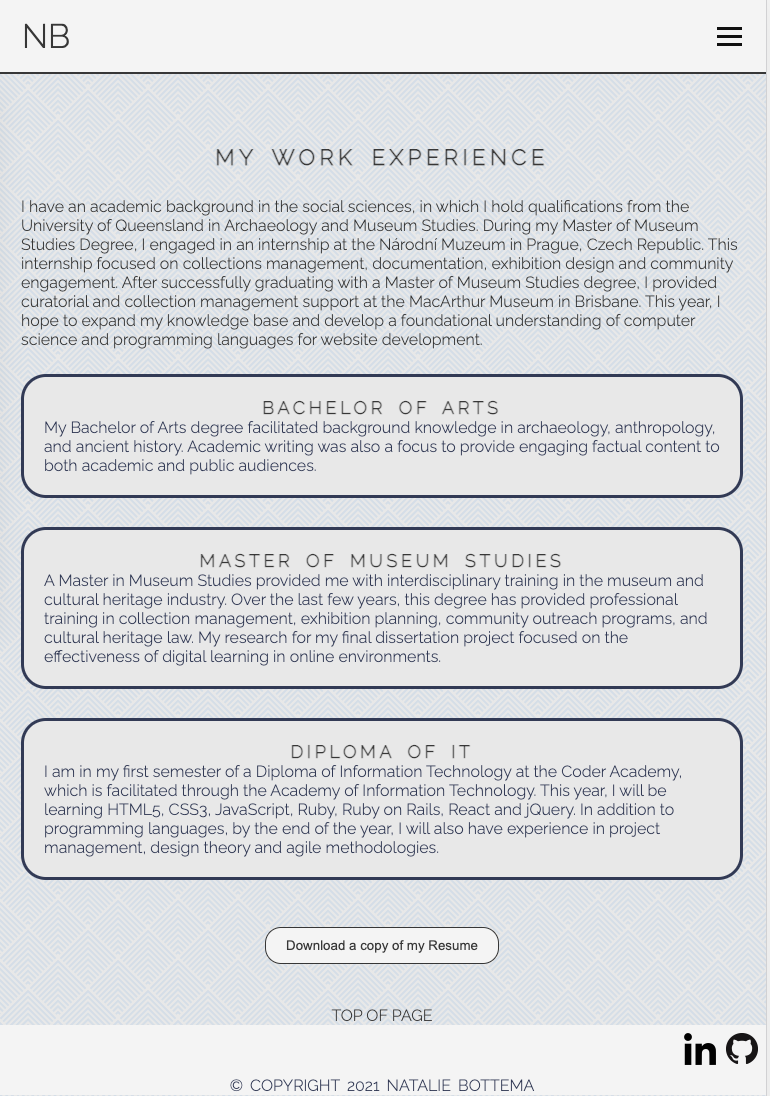 NB
MY WORK EXPERIENCE
I have an academic background in the social sciences, in which I hold qualifications from the
University of Queensland in Archaeology and Museum Studies. During my Master of Museum
Studies Degree, I engaged in an internship at the Národní Muzeum in Prague, Czech Republic. This
internship focused on collections management, documentation, exhibition design and community
engagement. After successfully graduating with a Master of Museum Studies degree, I provided
curatorial and collection management support at the MacArthur Museum in Brisbane. This year, I
hope to expand my knowledge base and develop a foundational understanding of computer
science and programming languages for website development.
BACHELOR OF ARTS
My Bachelor of Arts degree facilitated background knowledge in archaeology, anthropology,
and ancient history. Academic writing was also a focus to provide engaging factual content to
both academic and public audiences.
MASTER OF MUSEUM STUDIES
A Master in Museum Studies provided me with interdisciplinary training in the museum and
cultural heritage industry. Over the last few years, this degree has provided professional
training in collection management, exhibition planning, community outreach programs, and
cultural heritage law. My research for my final dissertation project focused on the
effectiveness of digital learning in online environments.
DIPLOMA OF IT
I am in my first semester of a Diploma of Information Technology at the Coder Academy,
which is facilitated through the Academy of Information Technology. This year, I will be
learning HTML5, CSS3, JavaScript, Ruby, Ruby on Rails, React and jQuery. In addition to
programming languages, by the end of the year, I will also have experience in project
management, design theory and agile methodologies.
Download a copy of my Resume
TOP OF PAGE
in
© COPYRIGHT 2021 NATALIE BOTTEMA